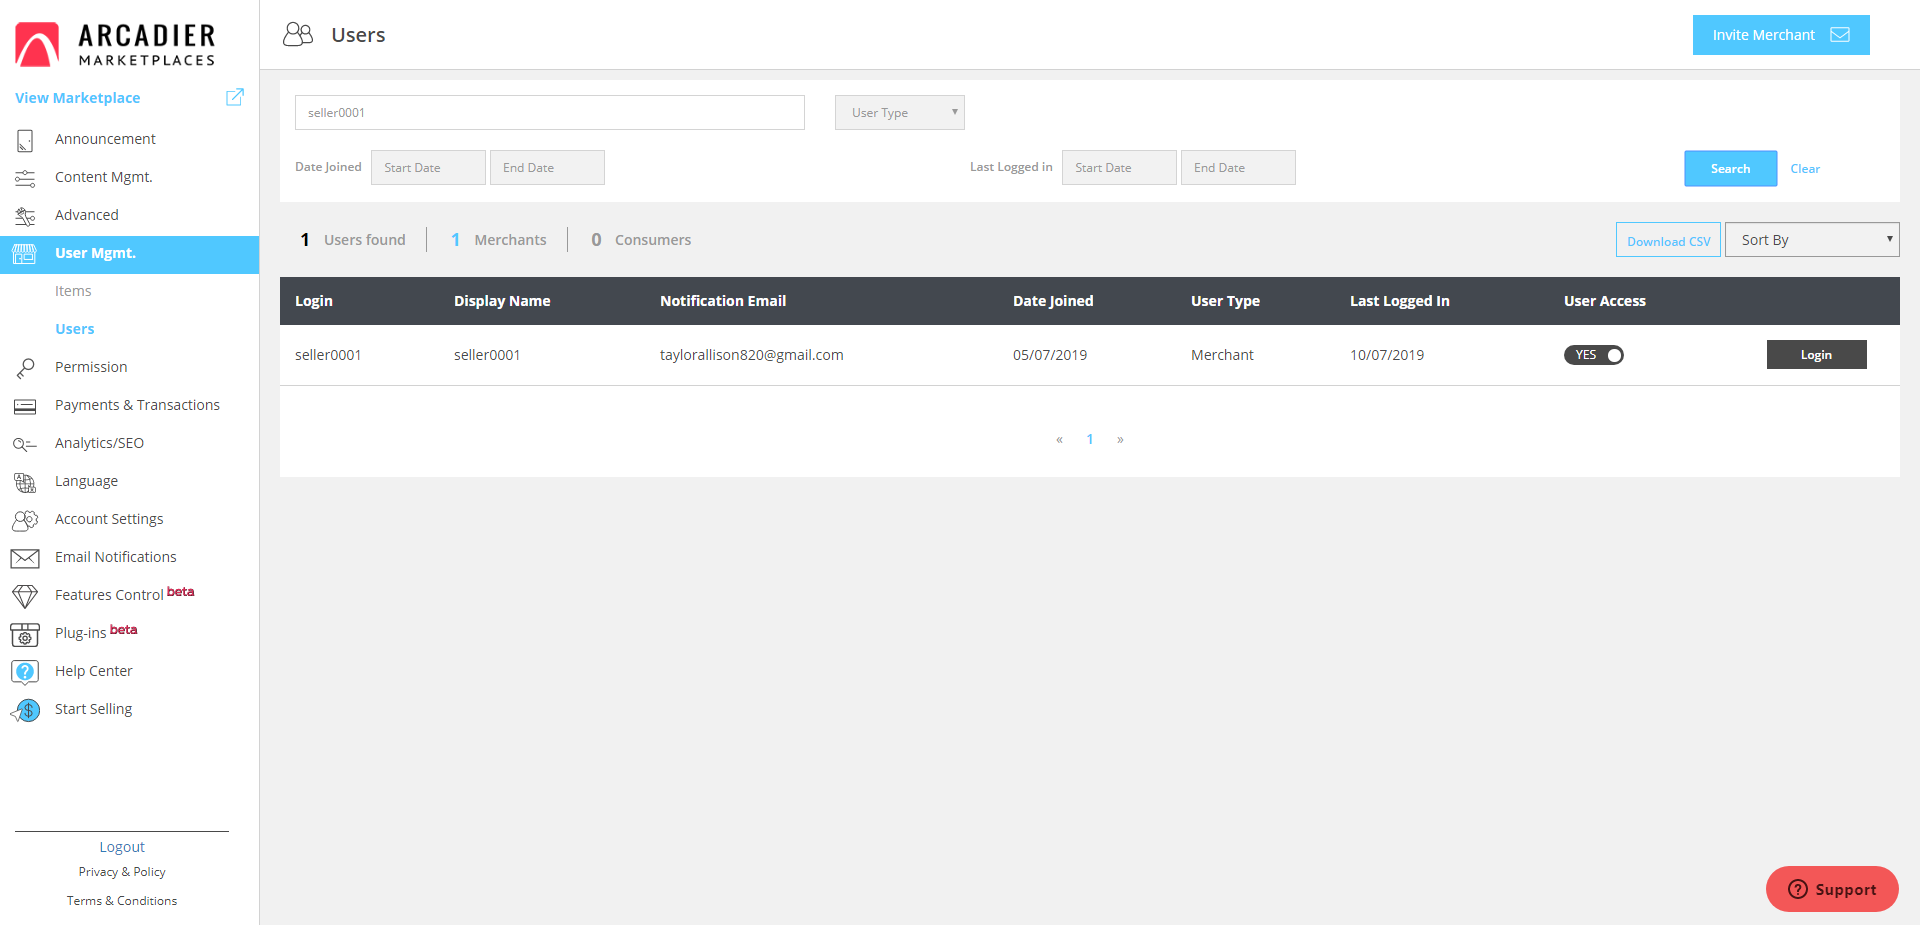 ARCADIER
MARKETPLACES
View Marketplace
Announcement
Content Mgmt.
Advanced
User Mgmt.
Items
Users
Permission
Payments & Transactions
Analytics/SEO
Language
Account Settings
Email Notifications
Features Control beta
Plug-ins beta
Help Center
Start Selling
Logout
Privacy & Policy
Terms & Conditions
Users
Invite Merchant
seller0001
User Type
Date Joined Start Date End Date Last Logged in Start Date End Date Search Clear
1 Users found 1 Merchants 0 Consumers Download CSV Sort By
Login Display Name Notification Email Date Joined User Type Last Logged In User Access
seller0001 seller0001 taylorallison820@gmail.com 05/07/2019 Merchant 10/07/2019 YES Login
« 1 »
Support